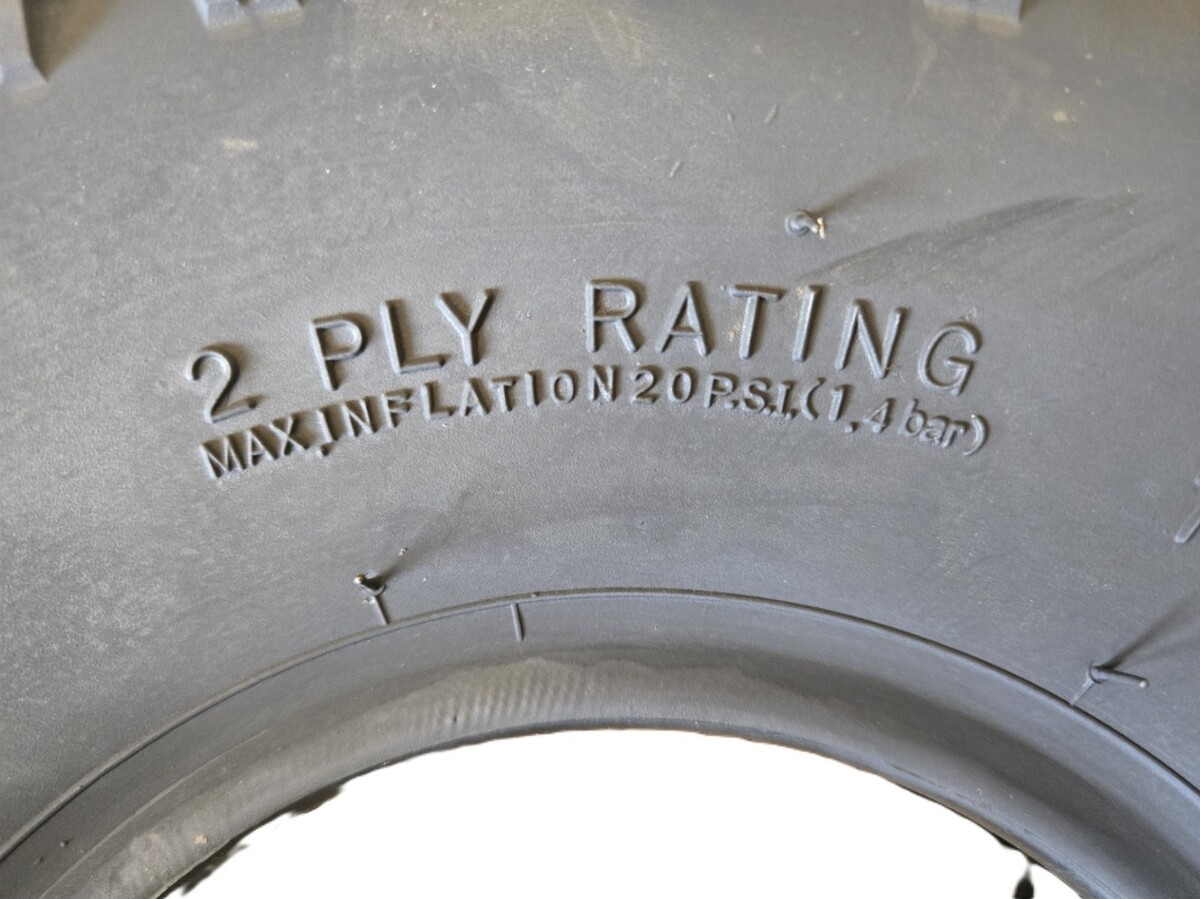 2 PLY RATING
MAX.INFLATION 20 P.S.I.(1,4 bar)